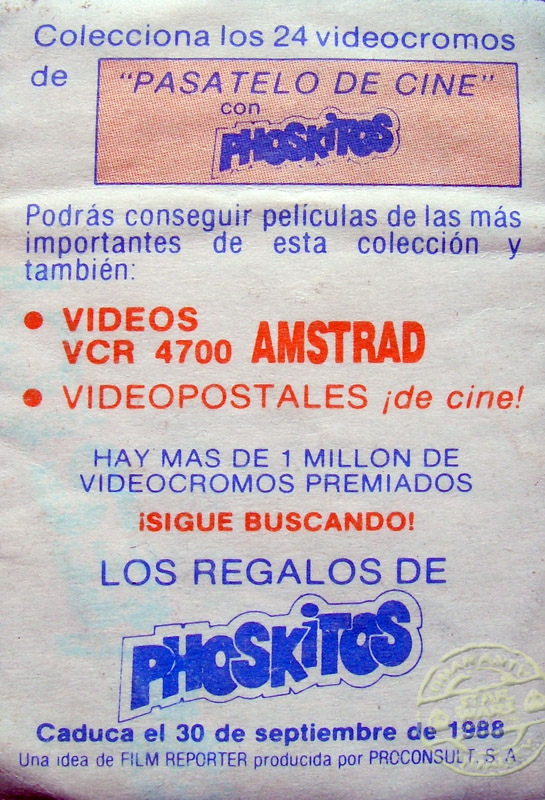 Colecciona los 24 videocromos
de "PASATELO DE CINE"
con
PHOSKITOS
Podrás conseguir películas de las más
importantes de esta colección y
también:
• VIDEOS
VCR 4700 AMSTRAD
• VIDEOPOSTALES ¡de cine!
HAY MAS DE 1 MILLON DE
VIDEOCROMOS PREMIADOS
¡SIGUE BUSCANDO!
LOS REGALOS DE
PHOSKITOS
Caduca el 30 de septiembre de 1988
Una idea de FILM REPORTER producida por PROCONSULT, S. A.